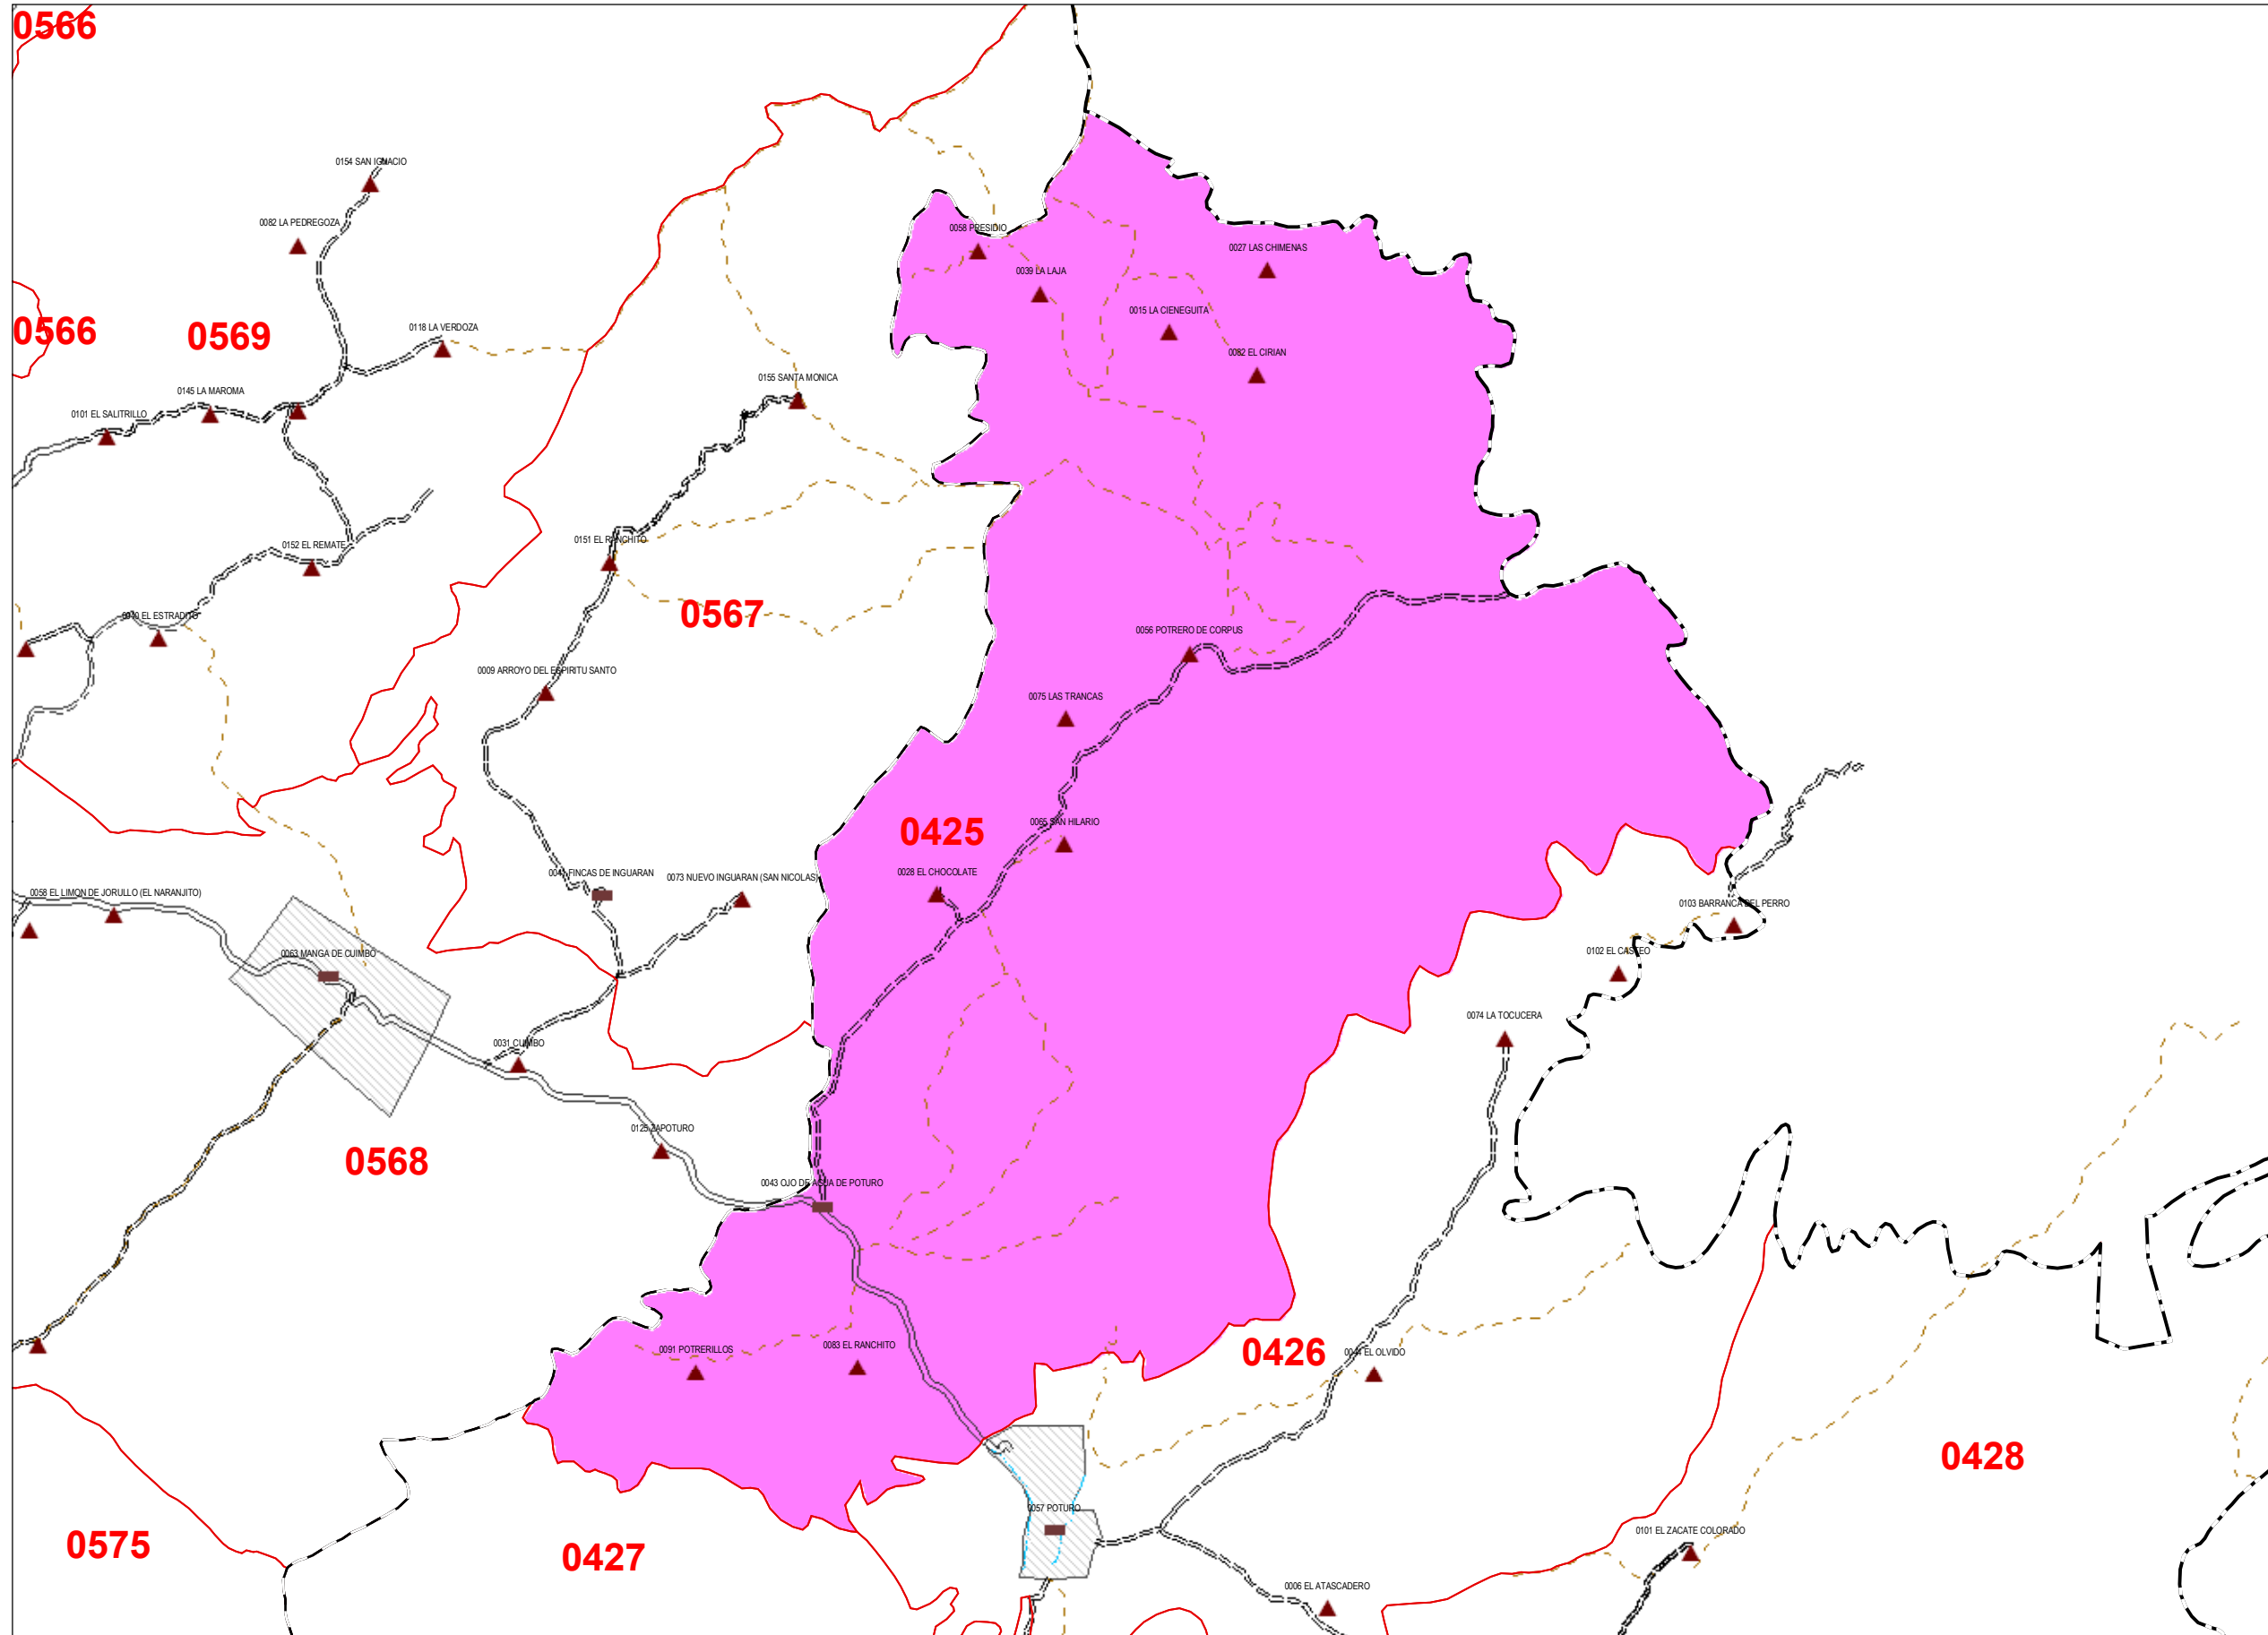 0566
0154 SAN IGNACIO
0082 LA PEDREGOZA
0058 PRESIDIO
0027 LAS CHIMENAS
0039 LA LAJA
0015 LA CIENEGUITA
0566
0569
0118 LA VERDOZA
0082 EL CIRIAN
0155 SANTA MONICA
0145 LA MAROMA
0101 EL SALITRILLO
0151 EL RANCHITO
0152 EL REMATE
0567
EL ESTRADITO
0056 POTRERO DE CORPUS
0009 ARROYO DEL ESPIRITU SANTO
0075 LAS TRANCAS
0425
0065 SAN HILARIO
0028 EL CHOCOLATE
FINCAS DE INGUARAN
0073 NUEVO INGUARAN (SAN NICOLAS)
0058 EL LIMON DE JORULLO (EL NARANJITO)
0103 BARRANCA DEL PERRO
0063 MANGA DE CUIMBO
0102 EL CASTEO
0074 LA TOCUCERA
0031 CUIMBO
0125 ZAPOTURO
0568
0043 OJO DE AGUA DE POTURO
0091 POTRERILLOS
0083 EL RANCHITO
0426
0044 EL OLVIDO
0428
0057 POTURO
0101 EL ZACATE COLORADO
0575
0427
0006 EL ATASCADERO